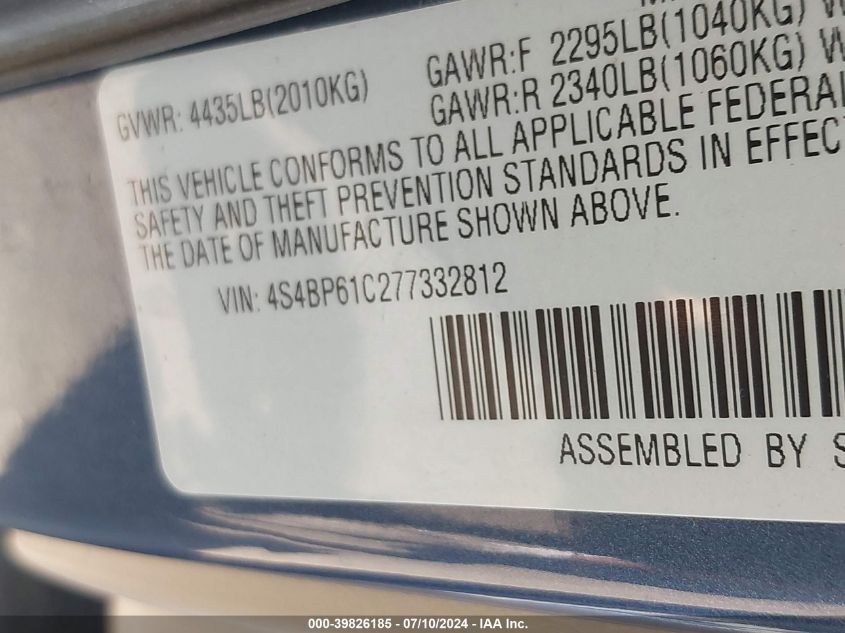 GVWR: 4435LB(2010KG)
GAWR:F 2295LB(1040KG) W
GAWR:R 2340LB(1060KG) W
THIS VEHICLE CONFORMS TO ALL APPLICABLE FEDERAL
SAFETY AND THEFT PREVENTION STANDARDS IN EFFECT
THE DATE OF MANUFACTURE SHOWN ABOVE.
VIN: 4S4BP61C277332812
ASSEMBLED BY S
000-39826185 - 07/10/2024 - IAA Inc.